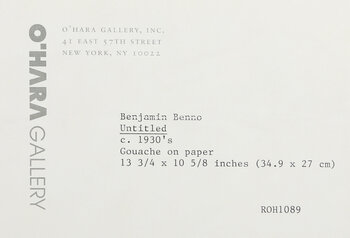 O'HARA GALLERY
O'HARA GALLERY, INC.
41 EAST 57TH STREET
NEW YORK, NY 10022
Benjamin Benno
Untitled
c. 1930's
Gouache on paper
13 3/4 x 10 5/8 inches (34.9 x 27 cm)
ROH1089